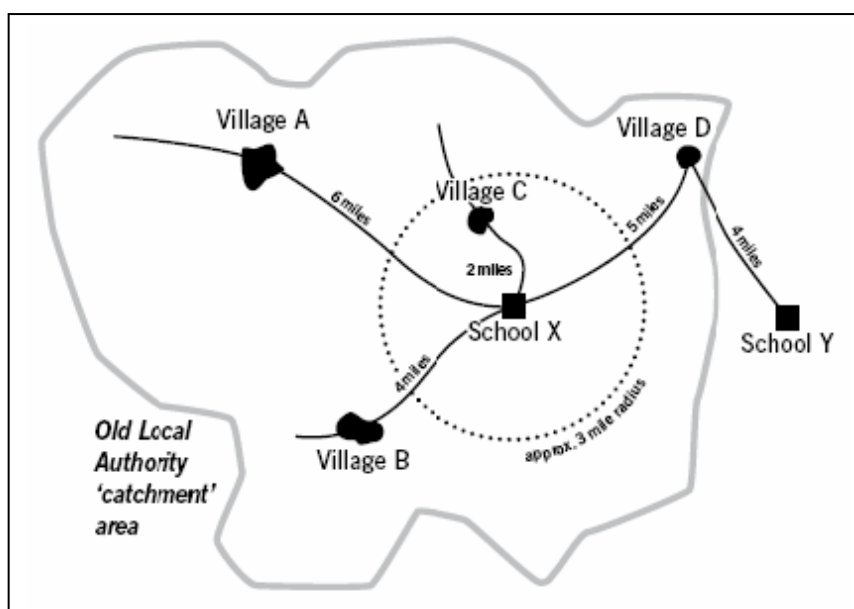 Village A
Village D
Village C
6 miles
5 miles
4 miles
2 miles
School X
School Y
4 miles
approx. 3 mile radius
Old Local
Authority
‘catchment’
area
Village B